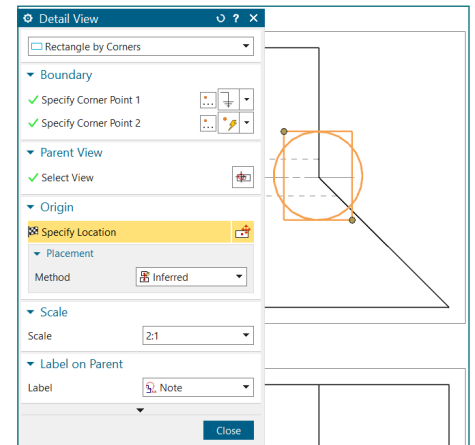 Detail View
Rectangle by Corners
Boundary
Specify Corner Point 1
Specify Corner Point 2
Parent View
Select View
Origin
Specify Location
Placement
Method Inferred
Scale
Scale 2:1
Label on Parent
Label Note
Close